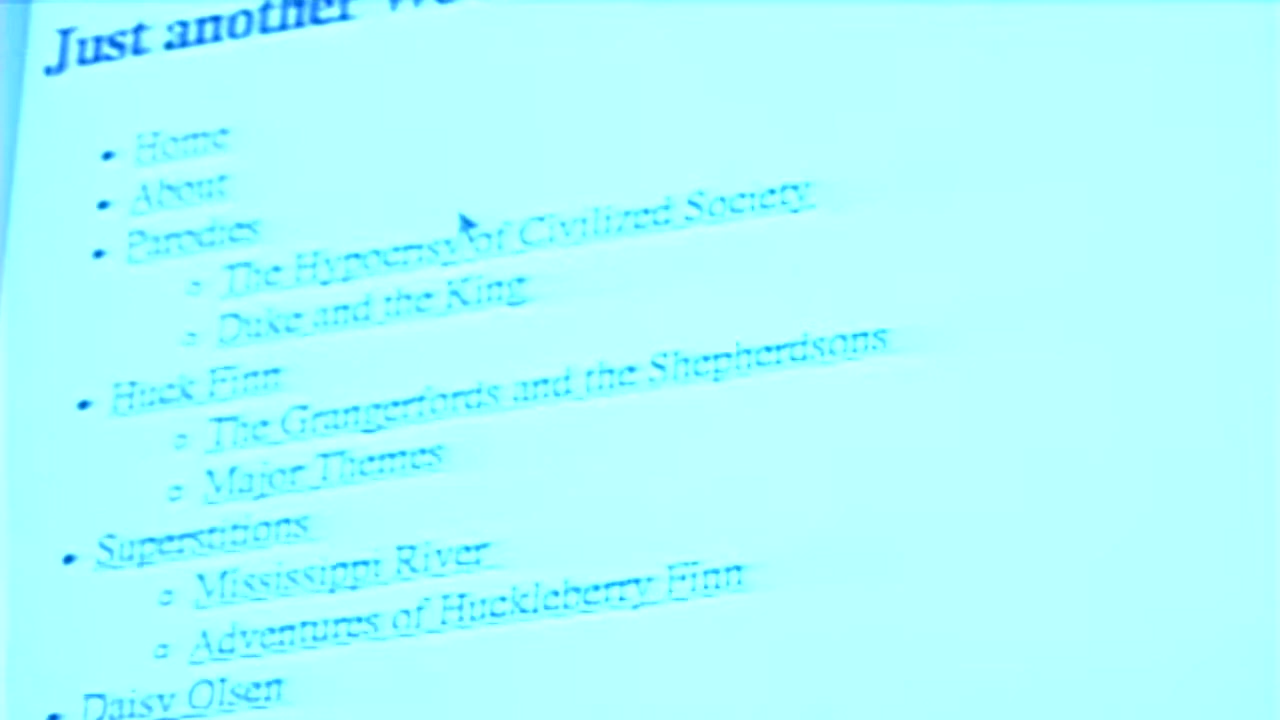 Just another
Home
About
Parodies
The Hypocrisy of Civilized Society
Duke and the King
Huck Finn
The Grangerfords and the Shepherdsons
Major Themes
Superstitions
Mississippi River
Adventures of Huckleberry Finn
Daisy Olsen